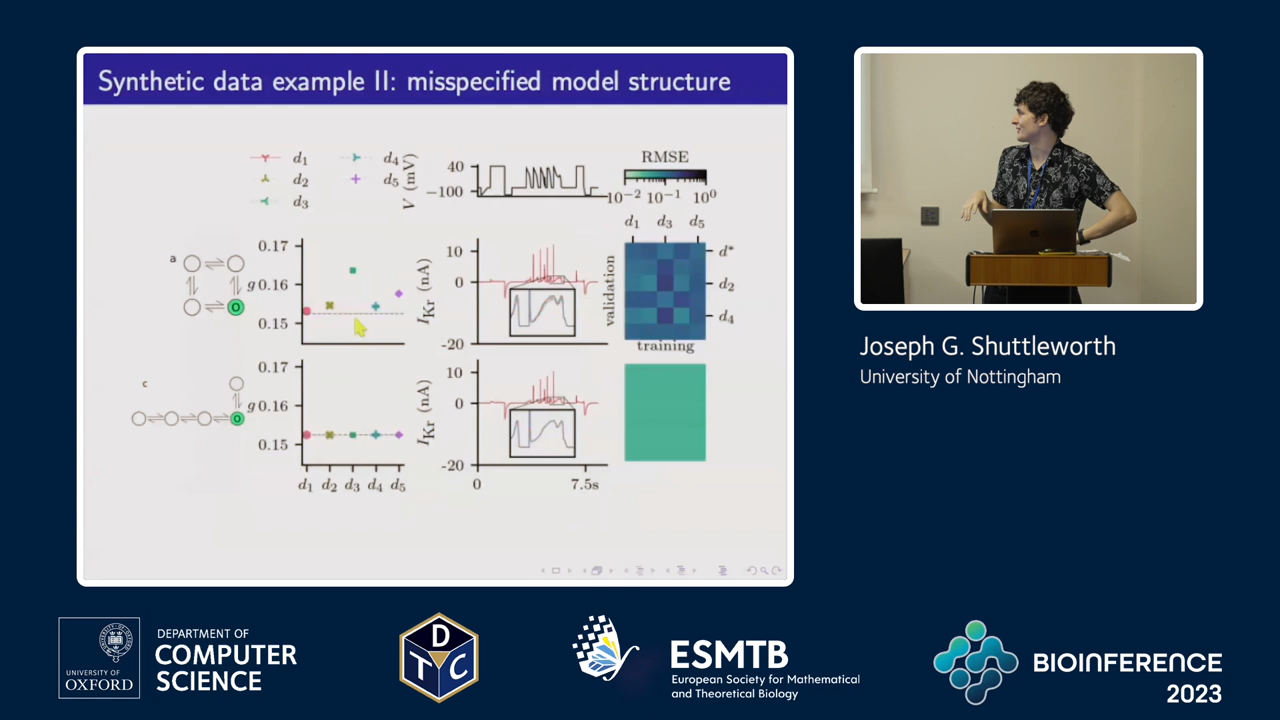 Synthetic data example II: misspecified model structure
d1
d2
d3
d4
d5
V (mV)
40
−100
RMSE
10−2 10−1 100
d1 d3 d5
a
0.17
0.16
0.15
g
IKr (nA)
10
0
-20
validation
d*
d2
d4
training
c
0.17
0.16
0.15
g
O
O
IKr (nA)
10
0
-20
d1 d2 d3 d4 d5
0 7.5s
Joseph G. Shuttleworth
University of Nottingham
UNIVERSITY OF
OXFORD
DEPARTMENT OF
COMPUTER
SCIENCE
D
T C
ESMTB
European Society for Mathematical
and Theoretical Biology
BIOINFERENCE
2023